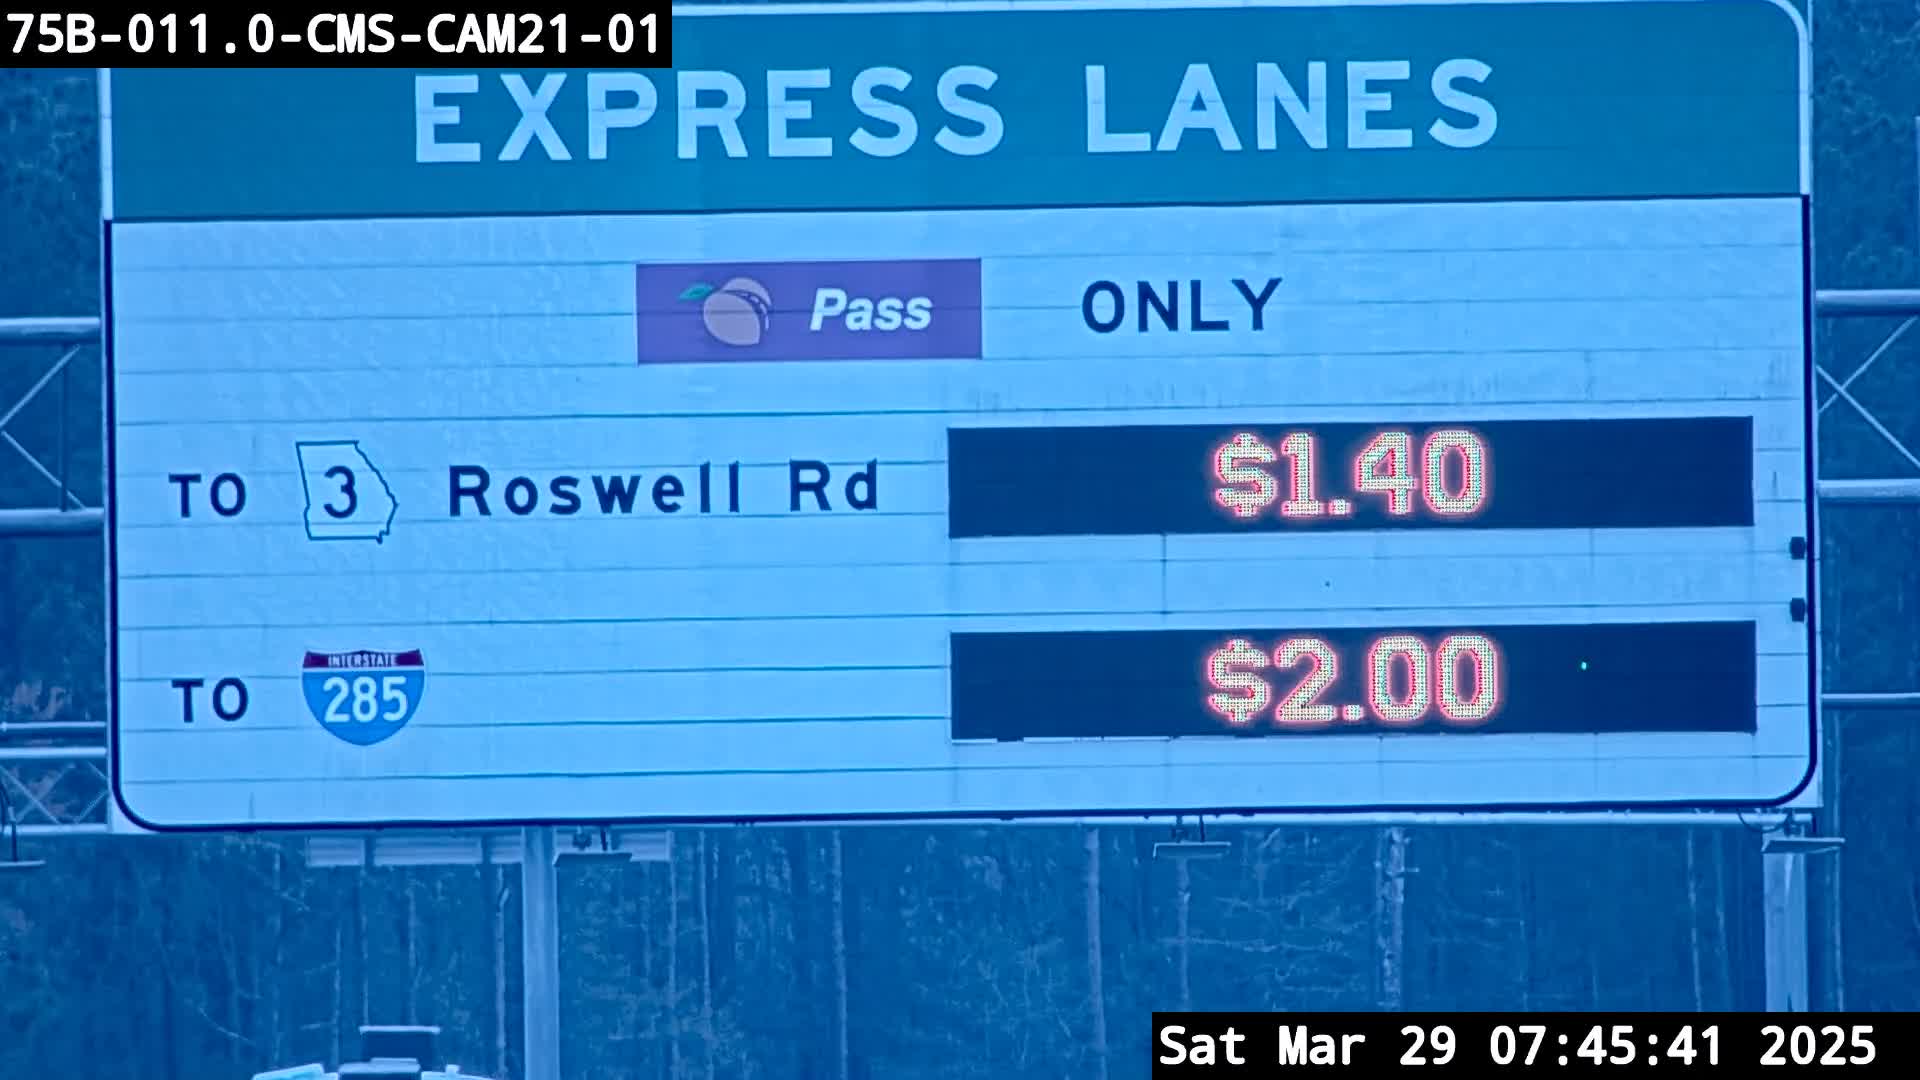 75B-011.0-CMS-CAM21-01
EXPRESS LANES
Pass ONLY
TO 3 Roswell Rd $1.40
TO INTERSTATE 285 $2.00
Sat Mar 29 07:45:41 2025